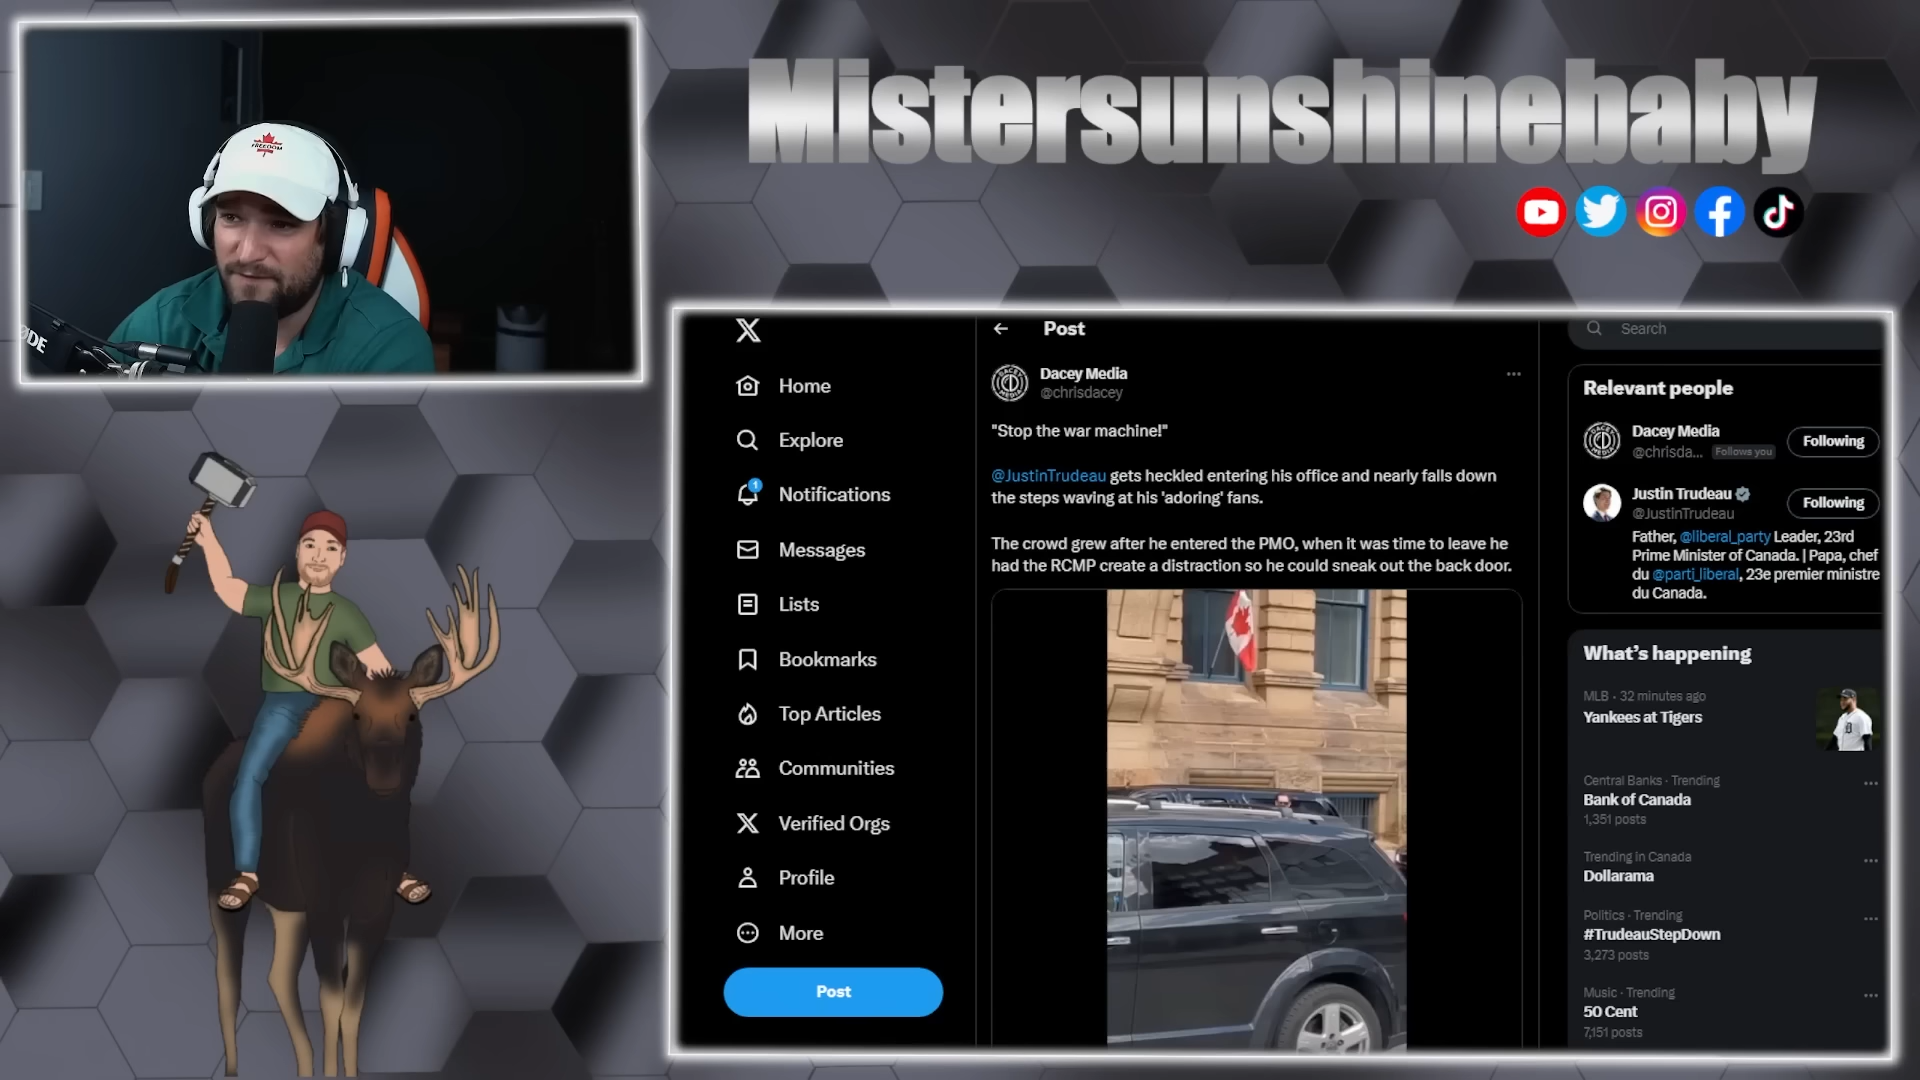 Mistersunshinebaby
FREEDOM
Post
Search
Dacey Media
@chrisdacey
"Stop the war machine!"
@JustinTrudeau gets heckled entering his office and nearly falls down
the steps waving at his 'adoring' fans.
The crowd grew after he entered the PMO, when it was time to leave he
had the RCMP create a distraction so he could sneak out the back door.
Home
Explore
1
Notifications
Messages
Lists
Bookmarks
Top Articles
Communities
Verified Orgs
Profile
More
Post
Relevant people
Dacey Media
@chrisda... Follows you
Following
Justin Trudeau
@JustinTrudeau
Following
Father, @liberal_party Leader, 23rd
Prime Minister of Canada. | Papa, chef
du @parti_liberal, 23e premier ministre
du Canada.
What's happening
MLB · 32 minutes ago
Yankees at Tigers
Central Banks · Trending
Bank of Canada
1,351 posts
Trending in Canada
Dollarama
Politics · Trending
#TrudeauStepDown
3,273 posts
Music · Trending
50 Cent
7,151 posts